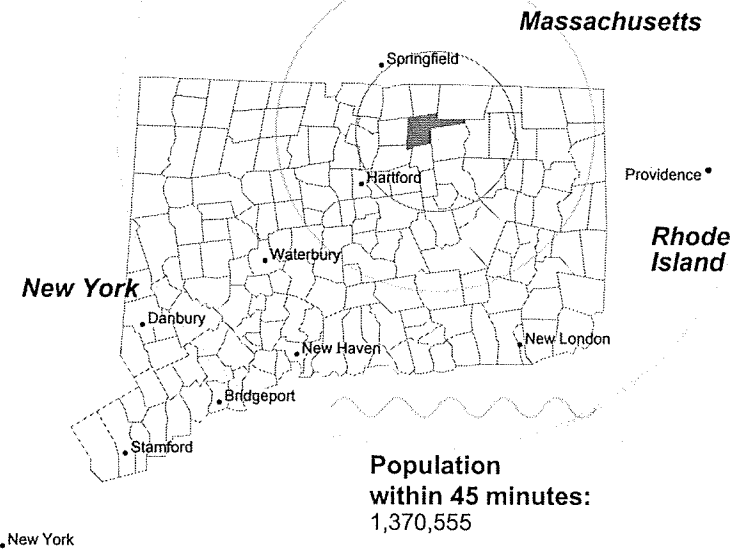 Massachusetts
Springfield
Hartford
Providence
Rhode
Island
Waterbury
New York
Danbury
New Haven
New London
Bridgeport
Stamford
Population
within 45 minutes:
1,370,555
New York